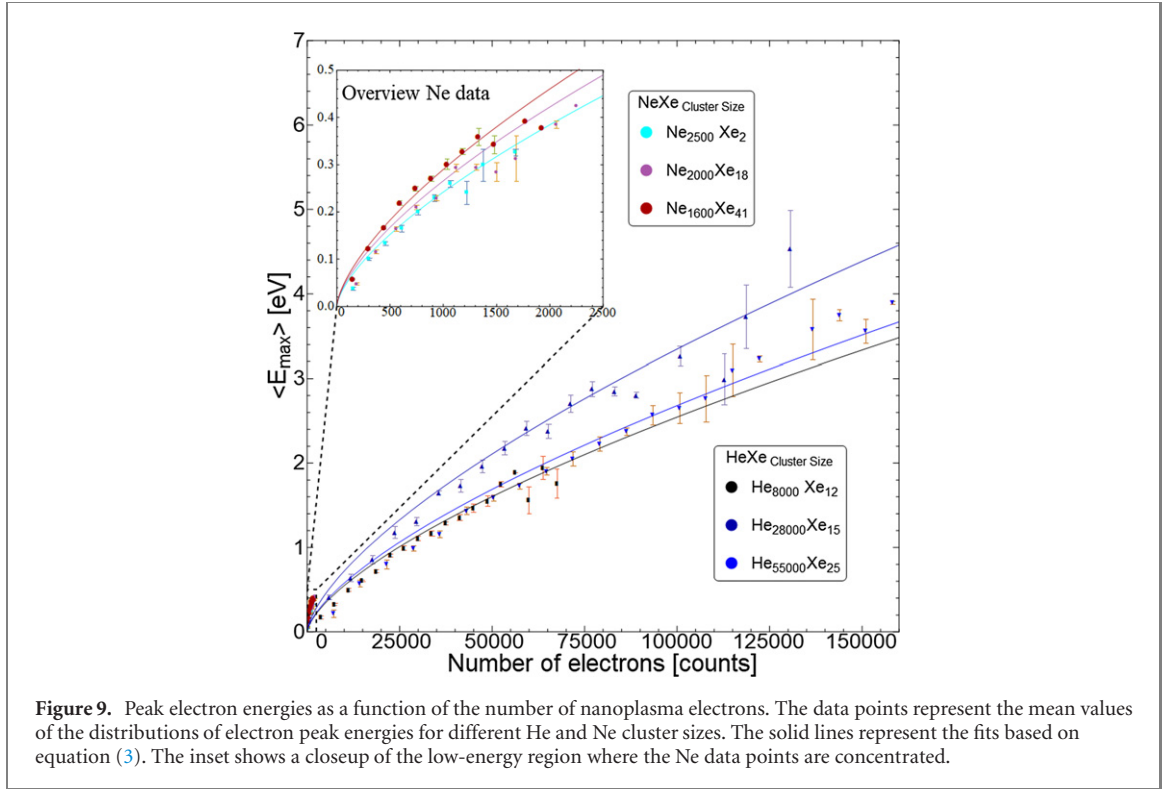 7
6
5
4
3
2
1
0
<E_max> [eV]
0.5
0.4
0.3
0.2
0.1
0.0
Overview Ne data
500 1000 1500 2000 2500
NeXe Cluster Size
Ne2500 Xe2
Ne2000Xe18
Ne1600Xe41
HeXe Cluster Size
He8000 Xe12
He28000Xe15
He55000Xe25
0 25000 50000 75000 100000 125000 150000
Number of electrons [counts]
Figure 9. Peak electron energies as a function of the number of nanoplasma electrons. The data points represent the mean values
of the distributions of electron peak energies for different He and Ne cluster sizes. The solid lines represent the fits based on
equation (3). The inset shows a closeup of the low-energy region where the Ne data points are concentrated.